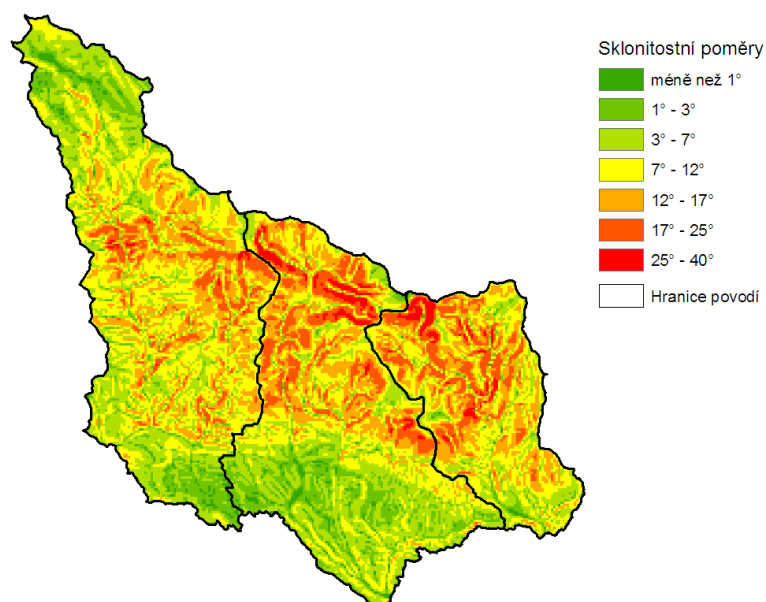 Sklonitostní poměry
méně než 1°
1° - 3°
3° - 7°
7° - 12°
12° - 17°
17° - 25°
25° - 40°
Hranice povodí